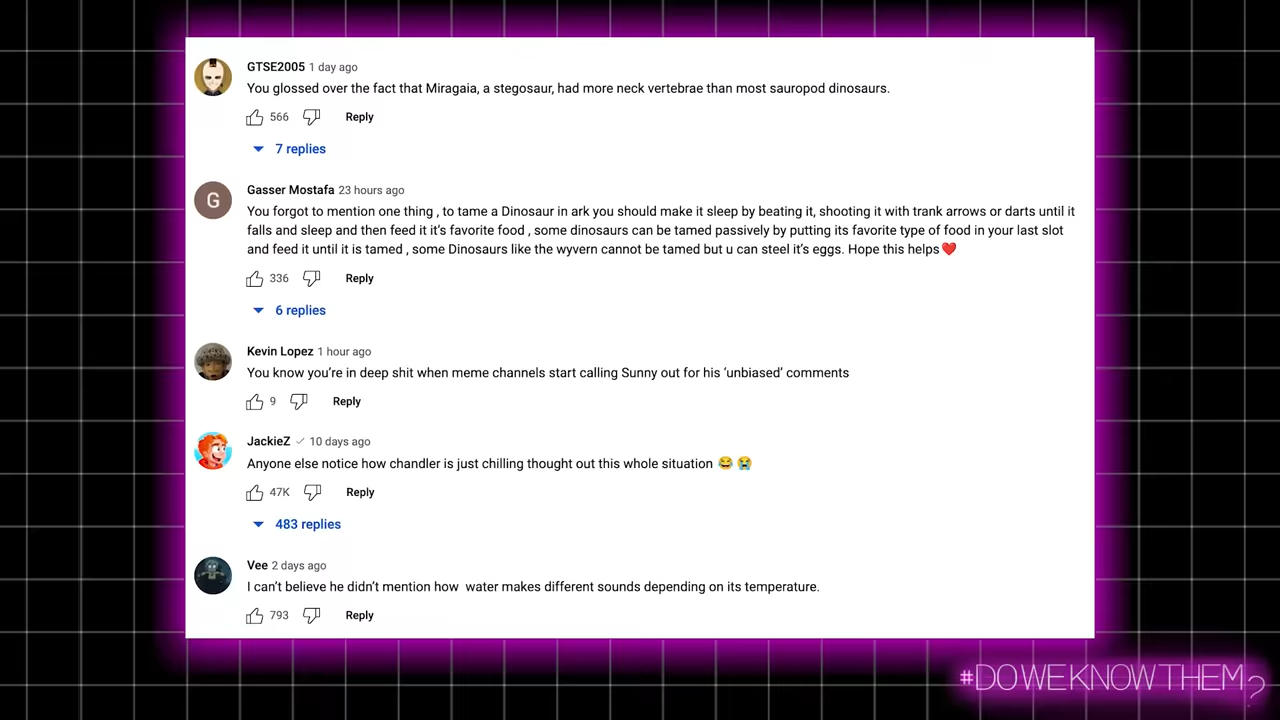 GTSE2005 1 day ago
You glossed over the fact that Miragaia, a stegosaur, had more neck vertebrae than most sauropod dinosaurs.
566 Reply
7 replies
G
Gasser Mostafa 23 hours ago
You forgot to mention one thing , to tame a Dinosaur in ark you should make it sleep by beating it, shooting it with trank arrows or darts until it
falls and sleep and then feed it it's favorite food , some dinosaurs can be tamed passively by putting its favorite type of food in your last slot
and feed it until it is tamed , some Dinosaurs like the wyvern cannot be tamed but u can steel it's eggs. Hope this helps❤️
336 Reply
6 replies
Kevin Lopez 1 hour ago
You know you're in deep shit when meme channels start calling Sunny out for his 'unbiased' comments
9 Reply
JackieZ ✓ 10 days ago
Anyone else notice how chandler is just chilling thought out this whole situation 😂 😭
47K Reply
483 replies
Vee 2 days ago
I can't believe he didn't mention how  water makes different sounds depending on its temperature.
793 Reply
#DOWEKNOWTHEM?